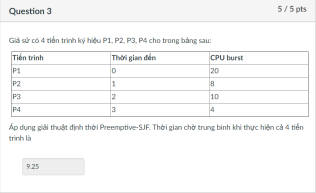 Question 3
5 / 5 pts
Giả sử có 4 tiến trình ký hiệu P1, P2, P3, P4 cho trong bảng sau:
Tiến trình Thời gian đến CPU burst
P1 0 20
P2 1 8
P3 2 10
P4 3 4
Áp dụng giải thuật định thời Preemptive-SJF. Thời gian chờ trung bình khi thực hiện cả 4 tiến
trình là
9.25